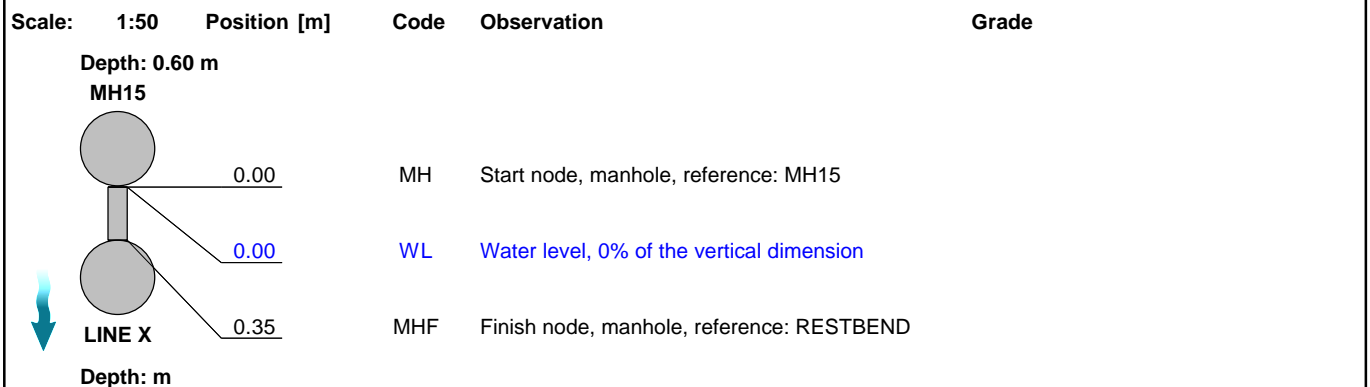 Scale: 1:50 Position [m] Code Observation Grade
Depth: 0.60 m
MH15
0.00 MH Start node, manhole, reference: MH15
0.00 WL Water level, 0% of the vertical dimension
0.35 MHF Finish node, manhole, reference: RESTBEND
LINE X
Depth: m